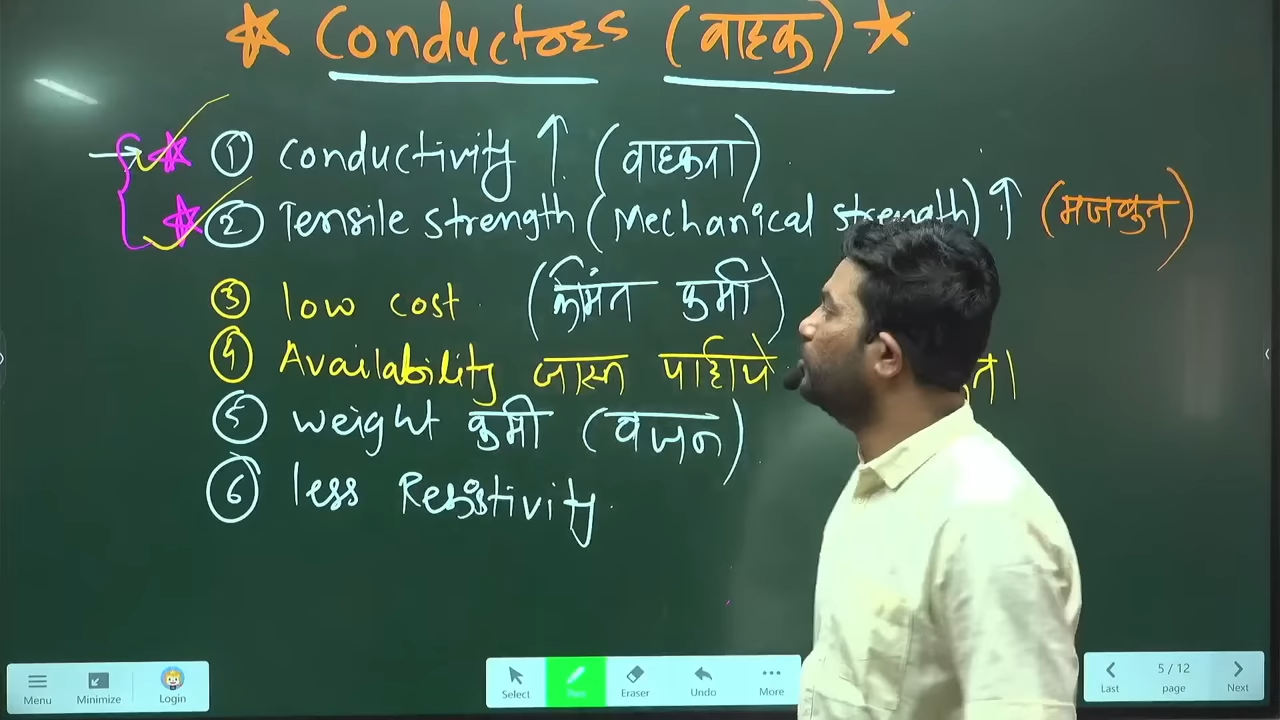 ☆ Conductors (वाहक) ☆
① Conductivity ↑ (वाहकता)
② Tensile strength (Mechanical strength) ↑ (मजबुत)
③ low cost. (किंमत कमी)
④ Availability जास्त पाहीजे
⑤ weight कमी (वजन)
⑥ less Resistivity.
Menu Minimize Login Select Pen Eraser Undo More Last 5 / 12 page Next